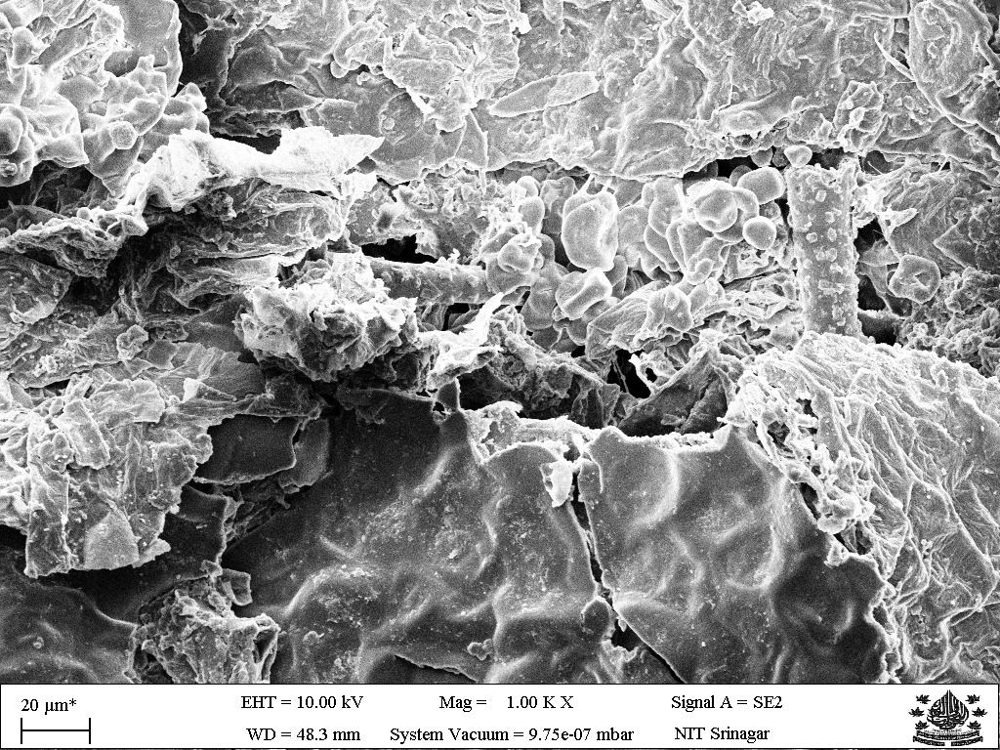 20 µm*
EHT = 10.00 kV
Mag = 1.00 K X
Signal A = SE2
WD = 48.3 mm
System Vacuum = 9.75e-07 mbar
NIT Srinagar